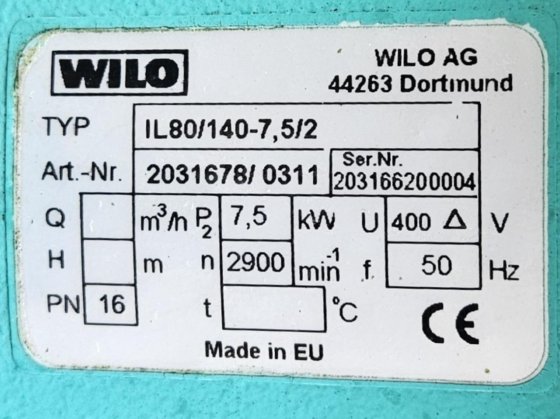 WILO
WILO AG
44263 Dortmund
TYP IL80/140-7,5/2
Art.-Nr. 2031678/ 0311 Ser.Nr. 203166200004
Q m³/h P₂ 7,5 kW U 400 Δ V
H m n 2900 min⁻¹ f 50 Hz
PN 16 t °C CE
Made in EU